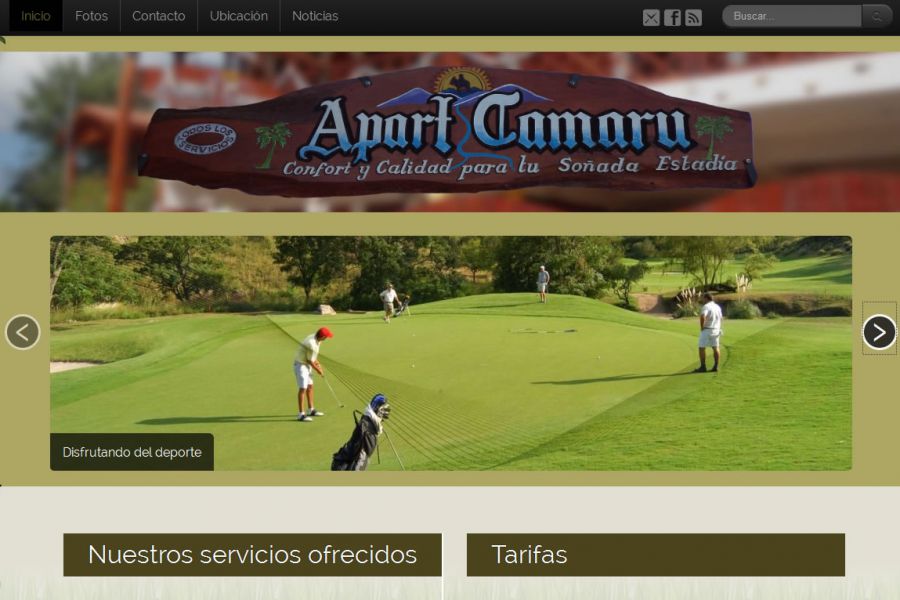 Inicio
Fotos
Contacto
Ubicación
Noticias
Buscar...
TODOS LOS
SERVICIOS
Apart Camaru
Confort y Calidad para tu Soñada Estadía
Disfrutando del deporte
Nuestros servicios ofrecidos
Tarifas